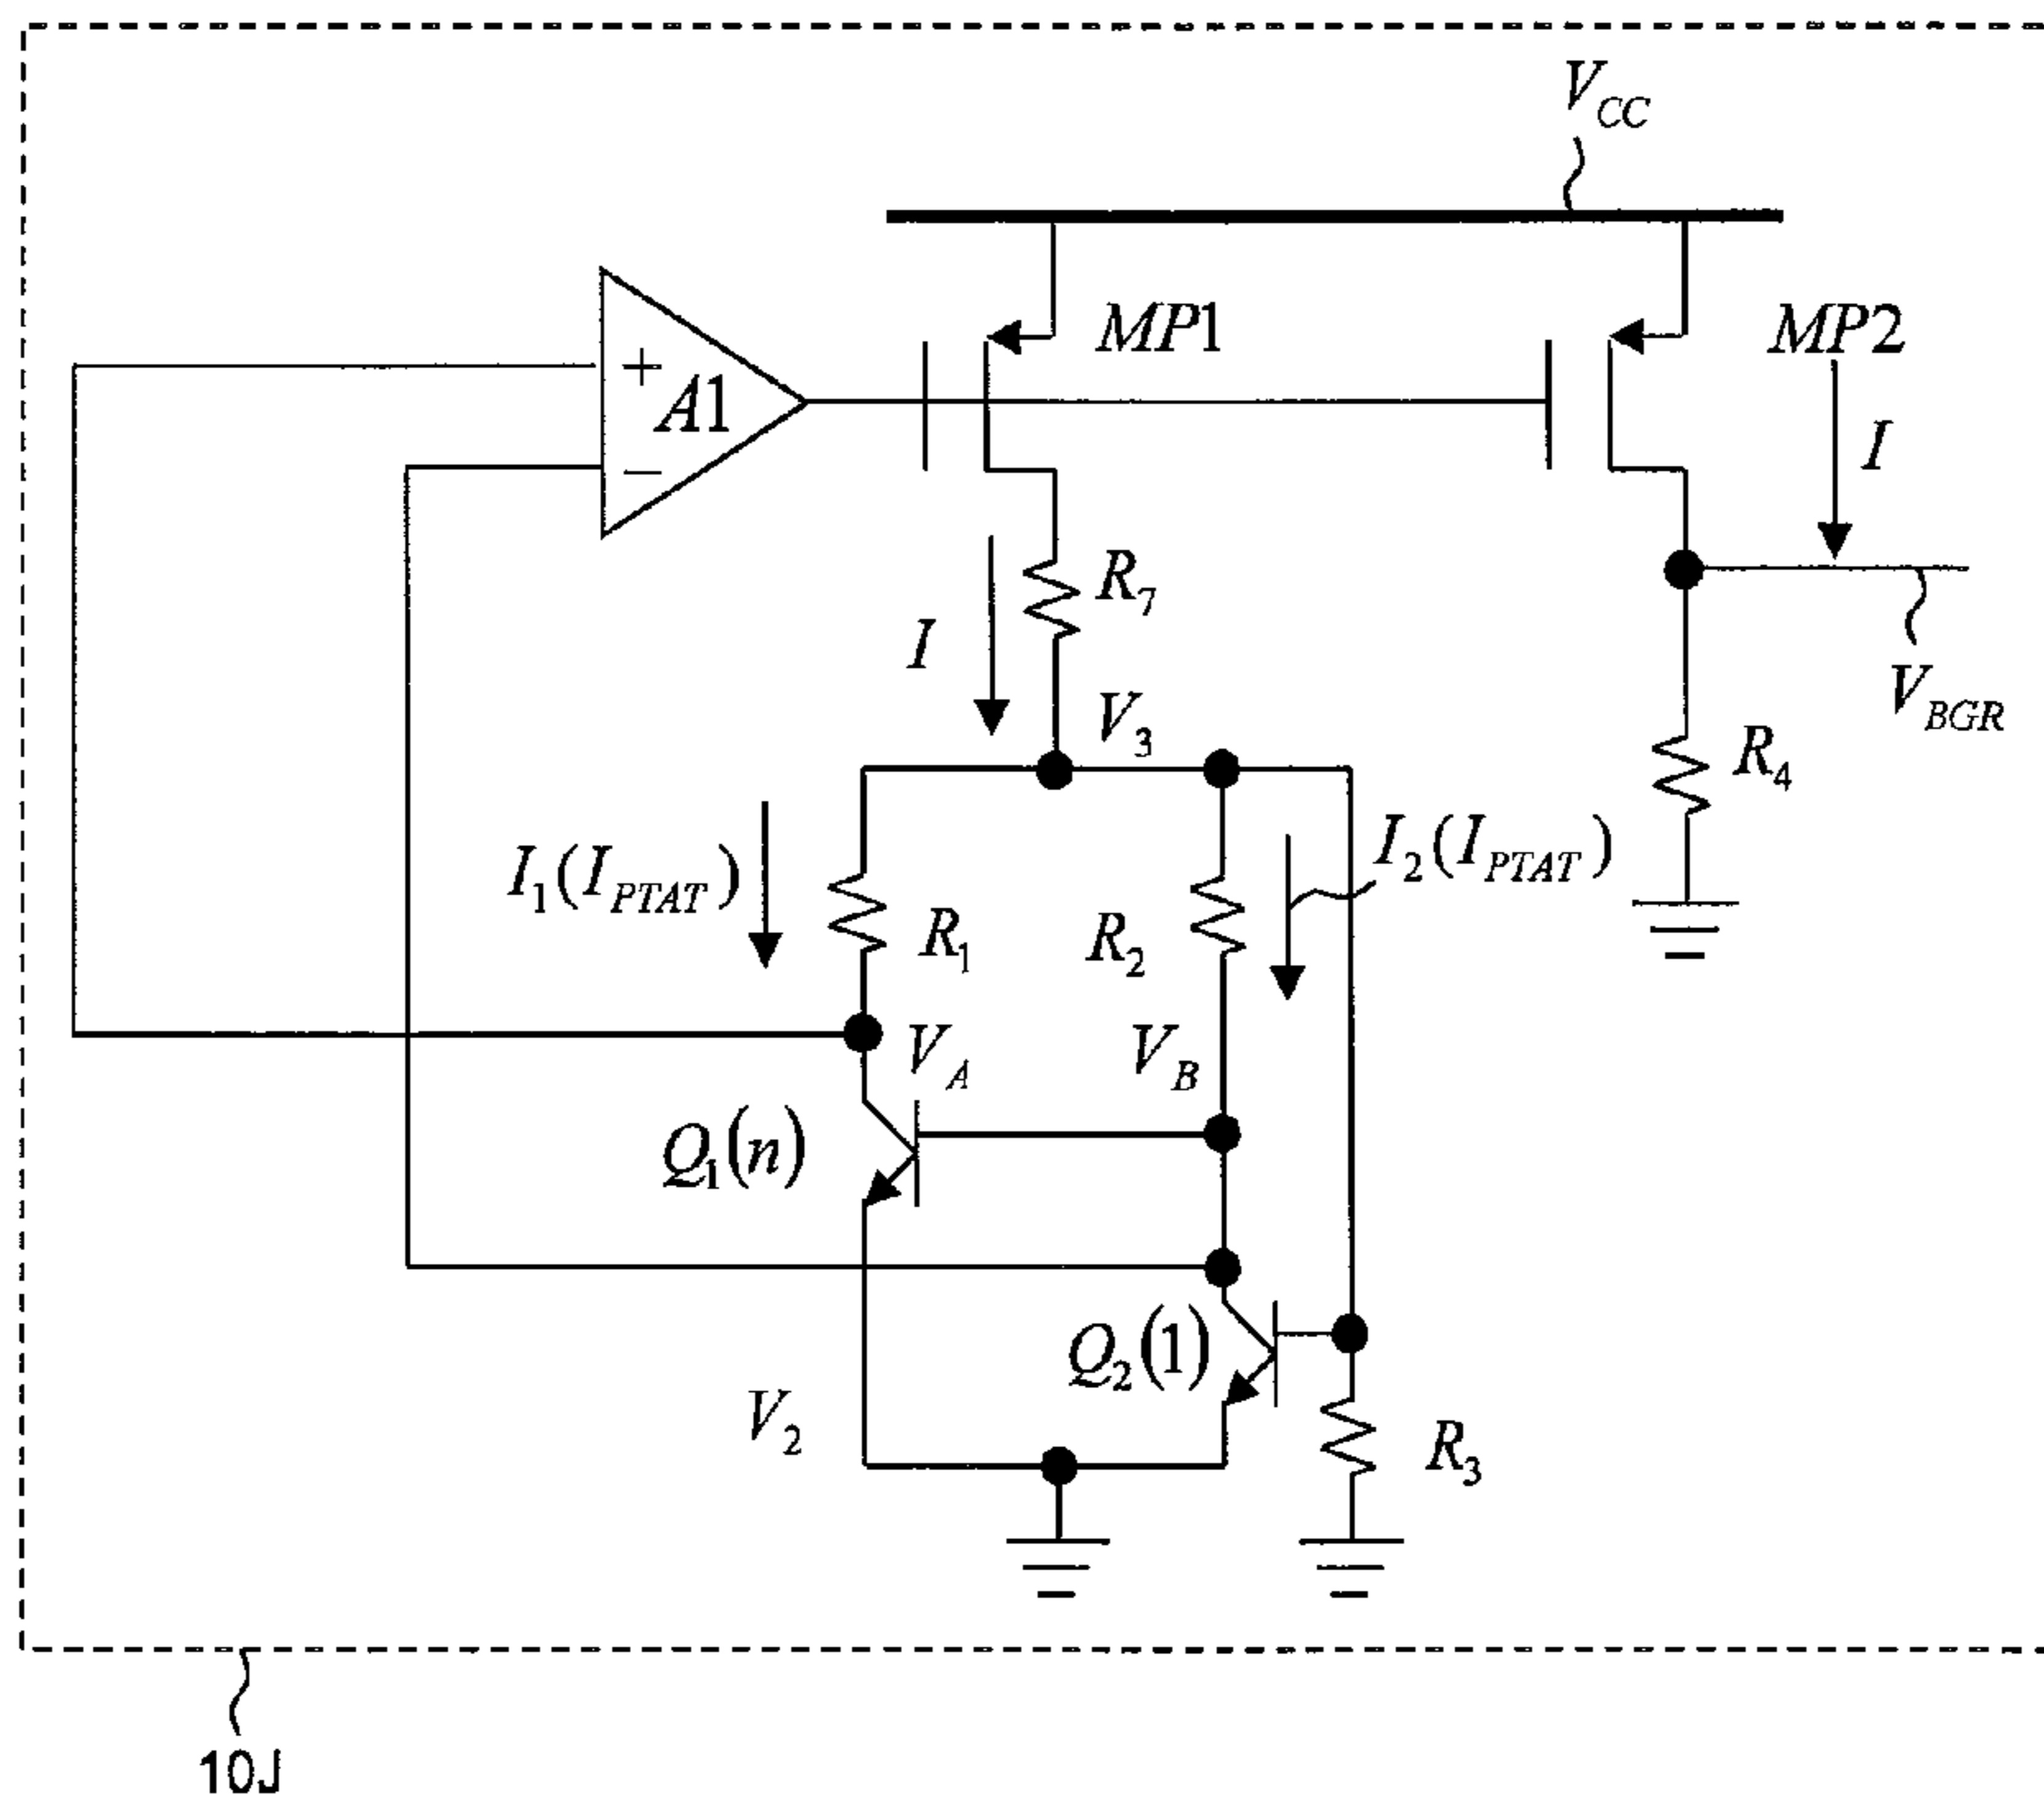 V_CC
MP1
MP2
+
A1
−
I
R_7
I
V_3
V_BGR
R_4
I_1(I_PTAT)
I_2(I_PTAT)
R_1
R_2
V_A
V_B
Q_1(n)
Q_2(1)
V_2
R_3
10J